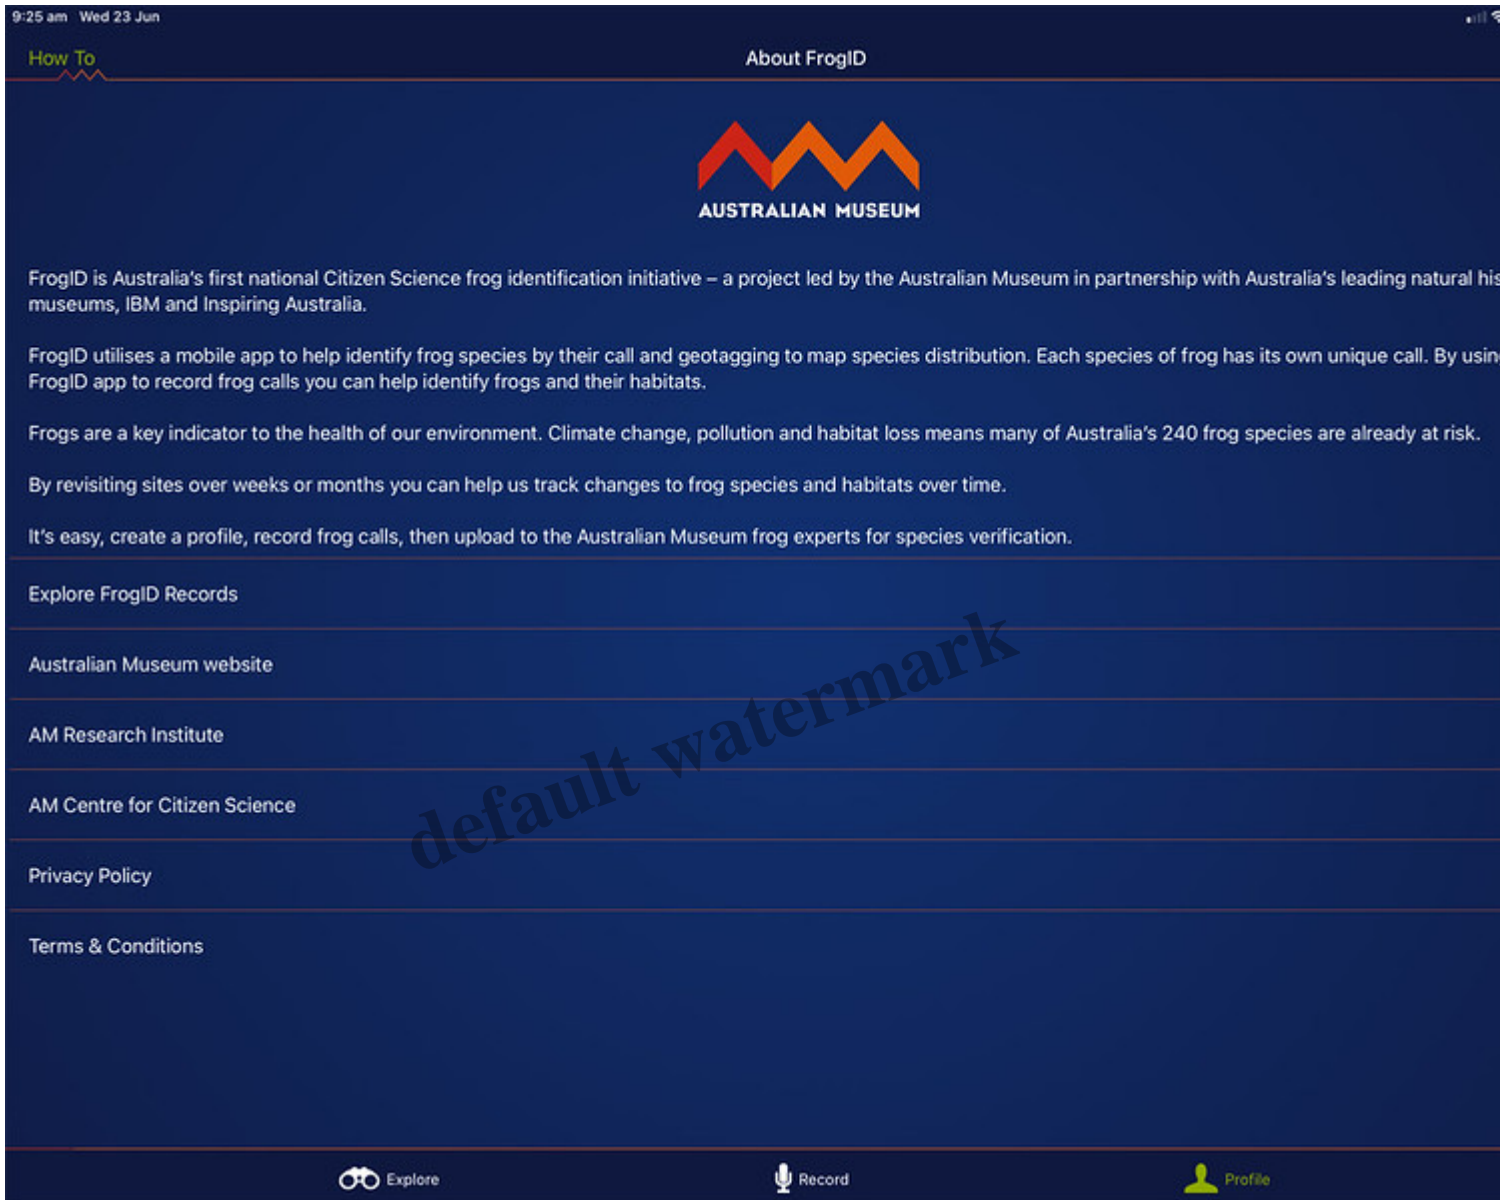 9:25 am Wed 23 Jun
How To
About FrogID
AUSTRALIAN MUSEUM
FrogID is Australia's first national Citizen Science frog identification initiative – a project led by the Australian Museum in partnership with Australia's leading natural his
museums, IBM and Inspiring Australia.
FrogID utilises a mobile app to help identify frog species by their call and geotagging to map species distribution. Each species of frog has its own unique call. By usin
FrogID app to record frog calls you can help identify frogs and their habitats.
Frogs are a key indicator to the health of our environment. Climate change, pollution and habitat loss means many of Australia's 240 frog species are already at risk.
By revisiting sites over weeks or months you can help us track changes to frog species and habitats over time.
It's easy, create a profile, record frog calls, then upload to the Australian Museum frog experts for species verification.
Explore FrogID Records
Australian Museum website
AM Research Institute
AM Centre for Citizen Science
Privacy Policy
Terms & Conditions
default watermark
Explore
Record
Profile